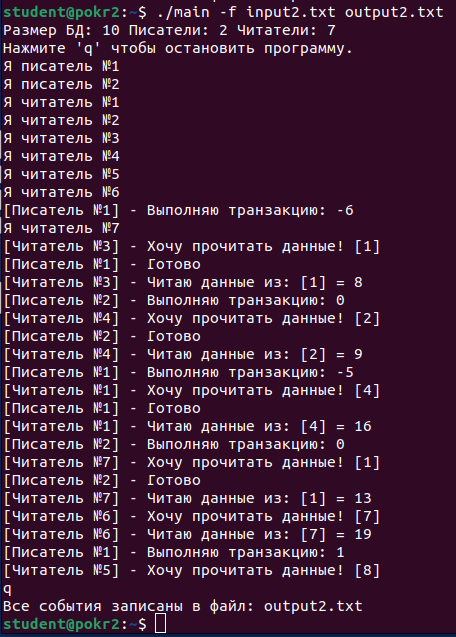 student@pokr2:~$ ./main -f input2.txt output2.txt
Размер БД: 10 Писатели: 2 Читатели: 7
Нажмите 'q' чтобы остановить программу.
Я писатель №1
Я писатель №2
Я читатель №1
Я читатель №2
Я читатель №3
Я читатель №4
Я читатель №5
Я читатель №6
[Писатель №1] - Выполняю транзакцию: -6
Я читатель №7
[Читатель №3] - Хочу прочитать данные! [1]
[Писатель №1] - Готово
[Читатель №3] - Читаю данные из: [1] = 8
[Писатель №2] - Выполняю транзакцию: 0
[Читатель №4] - Хочу прочитать данные! [2]
[Писатель №2] - Готово
[Читатель №4] - Читаю данные из: [2] = 9
[Писатель №1] - Выполняю транзакцию: -5
[Читатель №1] - Хочу прочитать данные! [4]
[Писатель №1] - Готово
[Читатель №1] - Читаю данные из: [4] = 16
[Писатель №2] - Выполняю транзакцию: 0
[Читатель №7] - Хочу прочитать данные! [1]
[Писатель №2] - Готово
[Читатель №7] - Читаю данные из: [1] = 13
[Читатель №6] - Хочу прочитать данные! [7]
[Читатель №6] - Читаю данные из: [7] = 19
[Писатель №1] - Выполняю транзакцию: 1
[Читатель №5] - Хочу прочитать данные! [8]
q
Все события записаны в файл: output2.txt
student@pokr2:~$